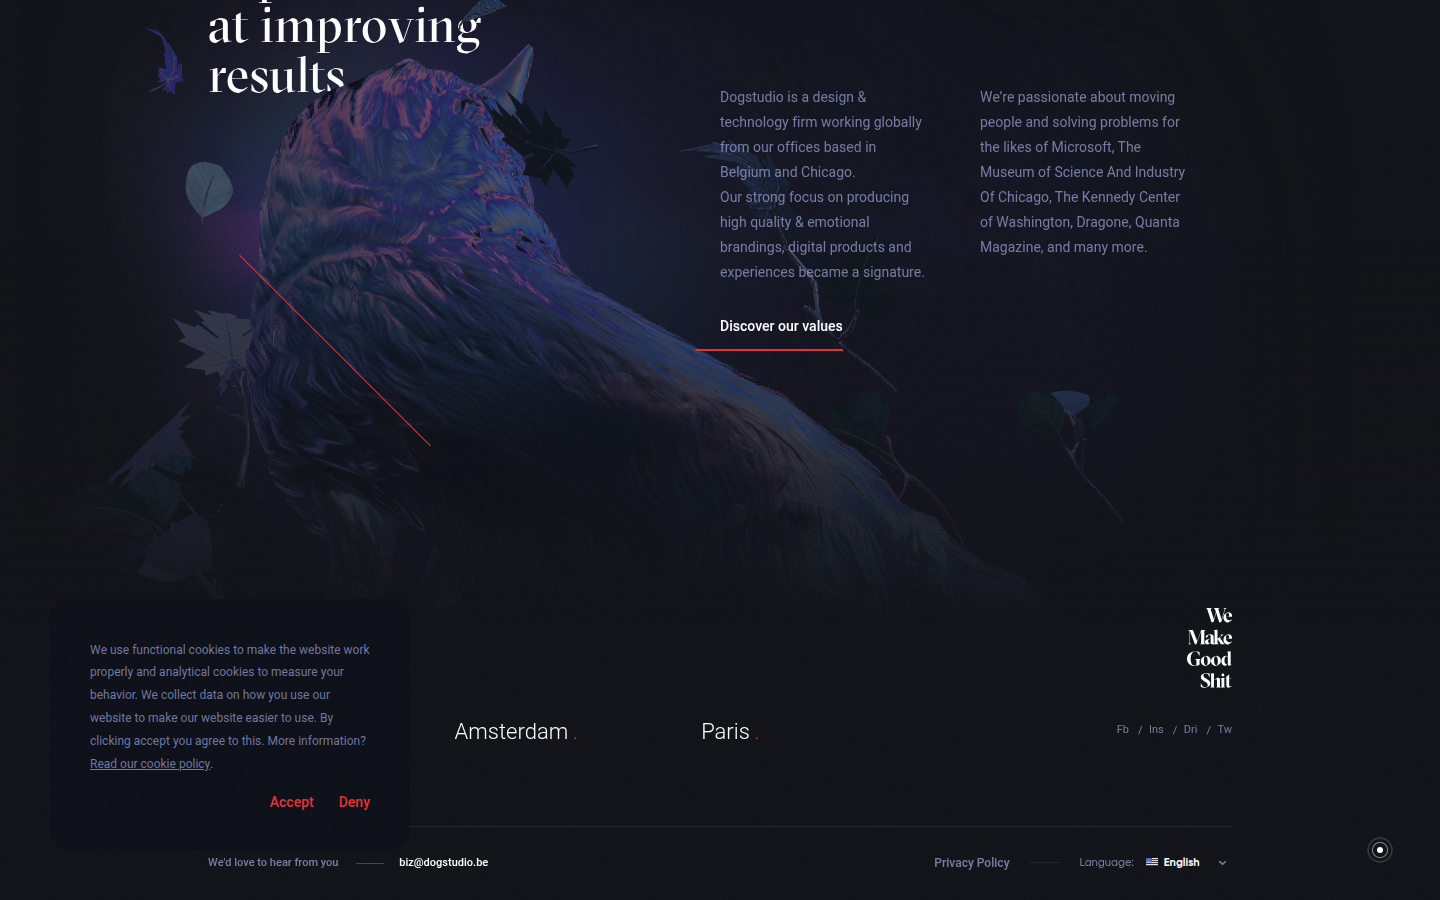 at improving
results
Dogstudio is a design &
technology firm working globally
from our offices based in
Belgium and Chicago.
Our strong focus on producing
high quality & emotional
brandings, digital products and
experiences became a signature.
We're passionate about moving
people and solving problems for
the likes of Microsoft, The
Museum of Science And Industry
Of Chicago, The Kennedy Center
of Washington, Dragone, Quanta
Magazine, and many more.
Discover our values
We
Make
Good
Shit
We use functional cookies to make the website work
properly and analytical cookies to measure your
behavior. We collect data on how you use our
website to make our website easier to use. By
clicking accept you agree to this. More information?
Read our cookie policy.
Accept Deny
Amsterdam .
Paris .
Fb / Ins / Dri / Tw
We'd love to hear from you
biz@dogstudio.be
Privacy Policy
Language: English